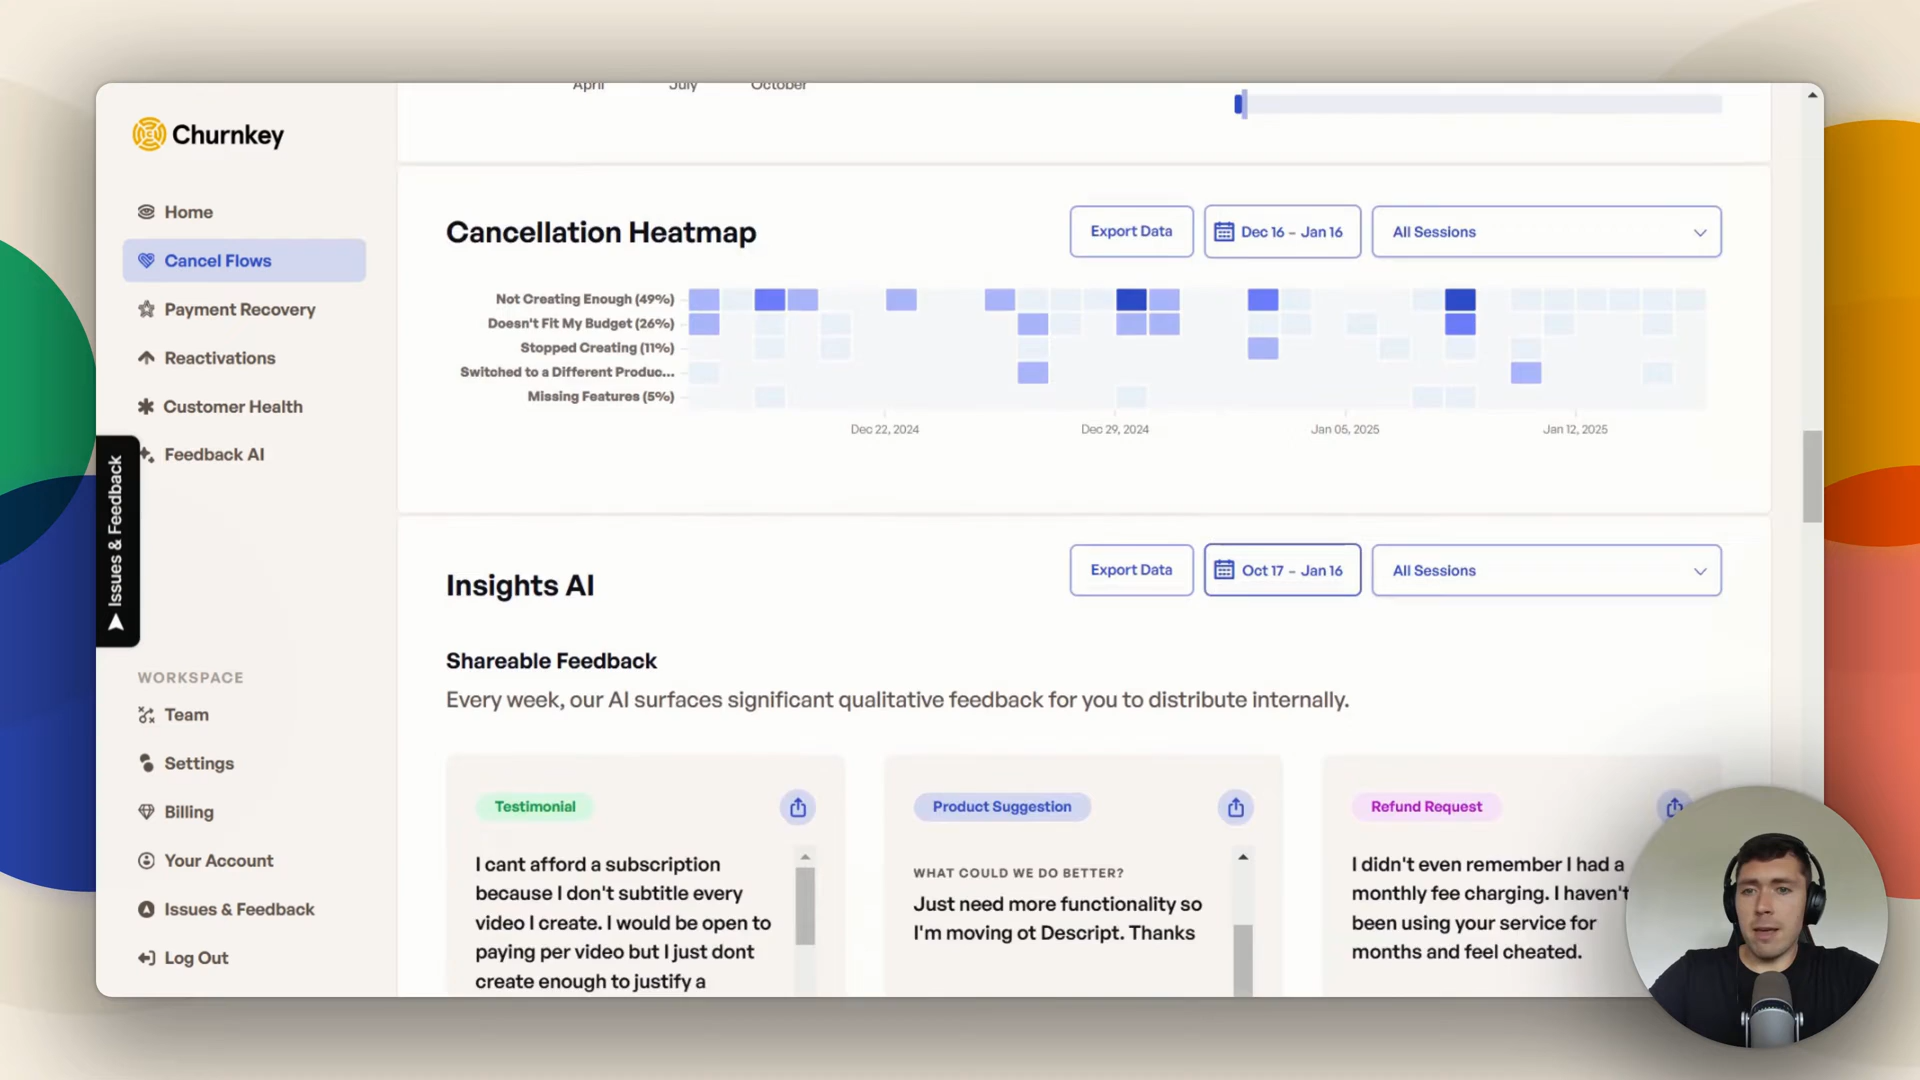 April July October
Churnkey
Home
Cancel Flows
Payment Recovery
Reactivations
Customer Health
Feedback AI
Issues & Feedback
WORKSPACE
Team
Settings
Billing
Your Account
Issues & Feedback
Log Out
Cancellation Heatmap
Export Data
Dec 16 - Jan 16
All Sessions
Not Creating Enough (49%)
Doesn't Fit My Budget (26%)
Stopped Creating (11%)
Switched to a Different Produc...
Missing Features (5%)
Dec 22, 2024 Dec 29, 2024 Jan 05, 2025 Jan 12, 2025
Insights AI
Export Data
Oct 17 - Jan 16
All Sessions
Shareable Feedback
Every week, our AI surfaces significant qualitative feedback for you to distribute internally.
Testimonial
I cant afford a subscription
because I don't subtitle every
video I create. I would be open to
paying per video but I just dont
create enough to justify a
Product Suggestion
WHAT COULD WE DO BETTER?
Just need more functionality so
I'm moving ot Descript. Thanks
Refund Request
I didn't even remember I had a
monthly fee charging. I haven't
been using your service for
months and feel cheated.